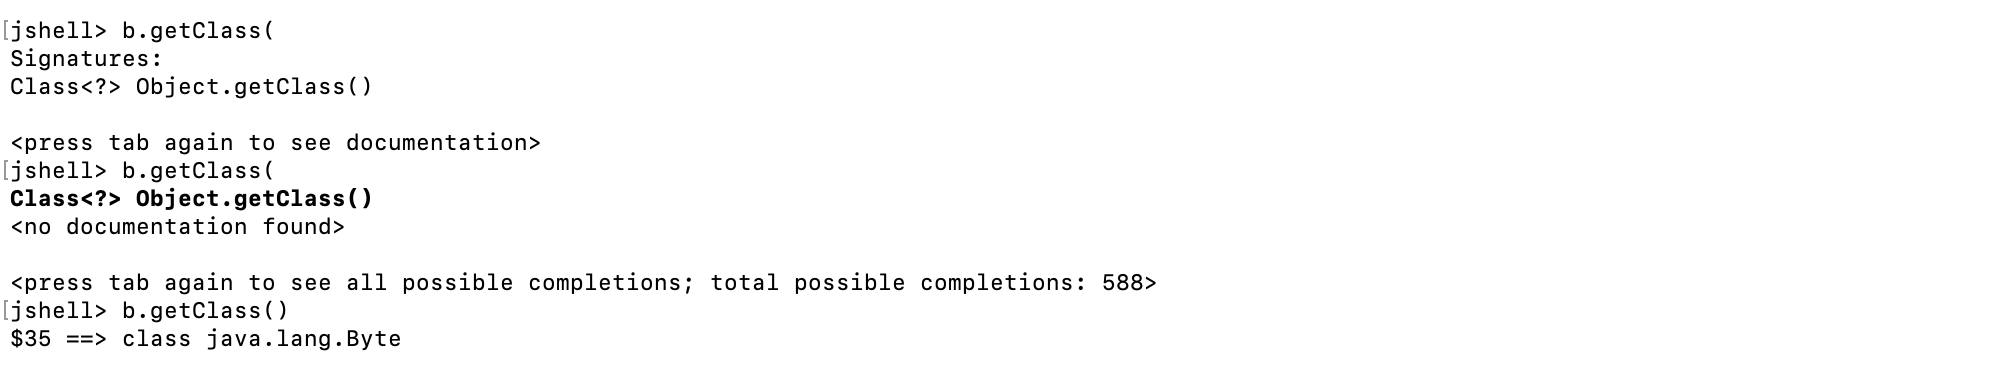 [jshell> b.getClass(
Signatures:
Class<?> Object.getClass()
<press tab again to see documentation>
[jshell> b.getClass(
Class<?> Object.getClass()
<no documentation found>
<press tab again to see all possible completions; total possible completions: 588>
[jshell> b.getClass()
$35 ==> class java.lang.Byte